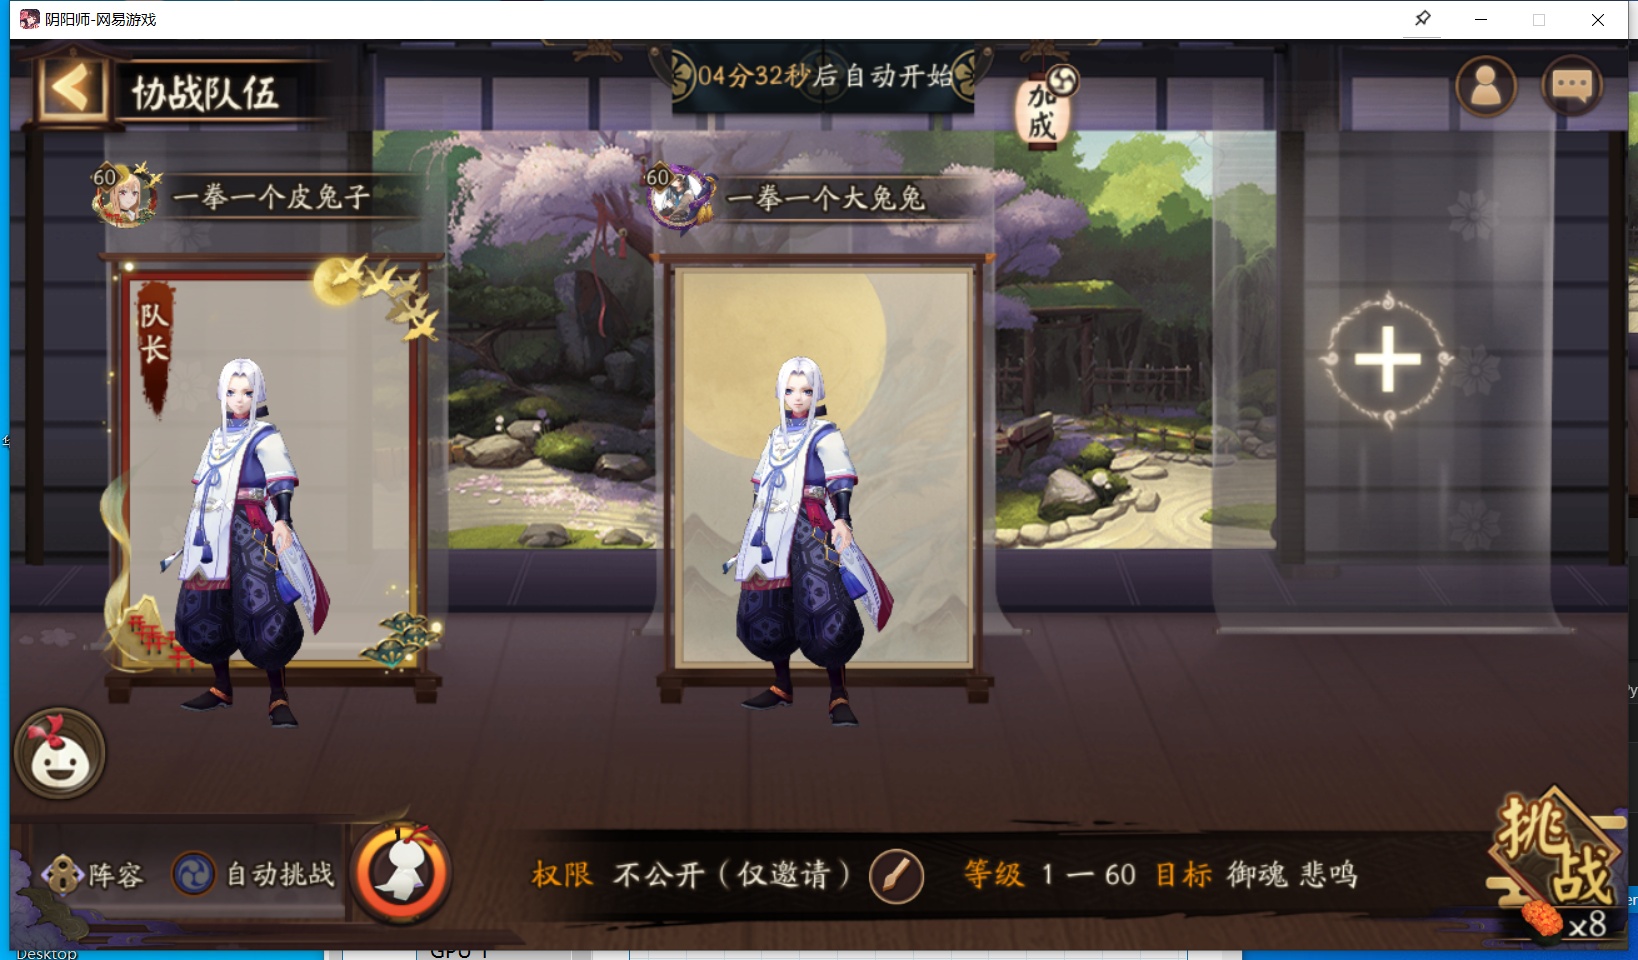 阴阳师-网易游戏
协战队伍
04分32秒后自动开始
加成
60
一拳一个皮兔子
60
一拳一个大兔兔
队长
阵容
自动挑战
权限 不公开（仅邀请）
等级 1 一 60 目标 御魂 悲鸣
挑战
x8
Desktop